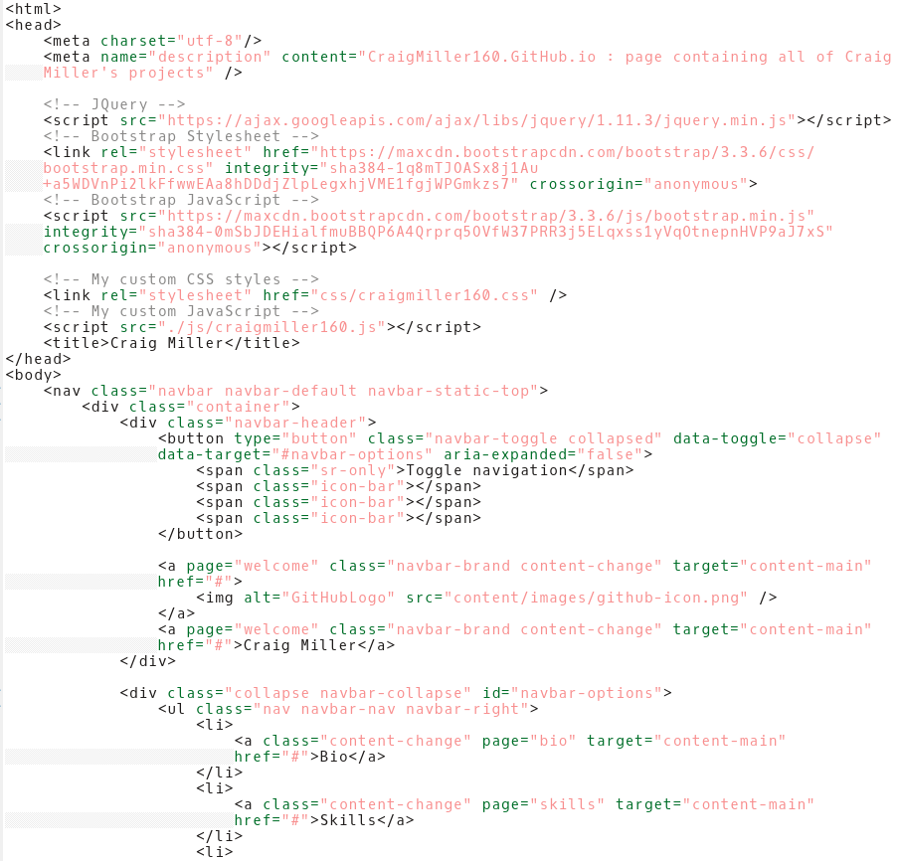 <html>
<head>
    <meta charset="utf-8"/>
    <meta name="description" content="CraigMiller160.GitHub.io : page containing all of Craig
    Miller's projects" />

    <!-- JQuery -->
    <script src="https://ajax.googleapis.com/ajax/libs/jquery/1.11.3/jquery.min.js"></script>
    <!-- Bootstrap Stylesheet -->
    <link rel="stylesheet" href="https://maxcdn.bootstrapcdn.com/bootstrap/3.3.6/css/
    bootstrap.min.css" integrity="sha384-1q8mTJOASx8j1Au
    +a5WDVnPi2lkFfwwEAa8hDDdjZlpLegxhjVME1fgjWPGmkzs7" crossorigin="anonymous">
    <!-- Bootstrap JavaScript -->
    <script src="https://maxcdn.bootstrapcdn.com/bootstrap/3.3.6/js/bootstrap.min.js"
    integrity="sha384-0mSbJDEHialfmuBBQP6A4Qrprq5OVfW37PRR3j5ELqxss1yVqOtnepnHVP9aJ7xS"
    crossorigin="anonymous"></script>

    <!-- My custom CSS styles -->
    <link rel="stylesheet" href="css/craigmiller160.css" />
    <!-- My custom JavaScript -->
    <script src="./js/craigmiller160.js"></script>
    <title>Craig Miller</title>
</head>
<body>
    <nav class="navbar navbar-default navbar-static-top">
        <div class="container">
            <div class="navbar-header">
                <button type="button" class="navbar-toggle collapsed" data-toggle="collapse"
                data-target="#navbar-options" aria-expanded="false">
                    <span class="sr-only">Toggle navigation</span>
                    <span class="icon-bar"></span>
                    <span class="icon-bar"></span>
                    <span class="icon-bar"></span>
                </button>

                <a page="welcome" class="navbar-brand content-change" target="content-main"
                href="#">
                    <img alt="GitHubLogo" src="content/images/github-icon.png" />
                </a>
                <a page="welcome" class="navbar-brand content-change" target="content-main"
                href="#">Craig Miller</a>
            </div>

            <div class="collapse navbar-collapse" id="navbar-options">
                <ul class="nav navbar-nav navbar-right">
                    <li>
                        <a class="content-change" page="bio" target="content-main"
                        href="#">Bio</a>
                    </li>
                    <li>
                        <a class="content-change" page="skills" target="content-main"
                        href="#">Skills</a>
                    </li>
                    <li>